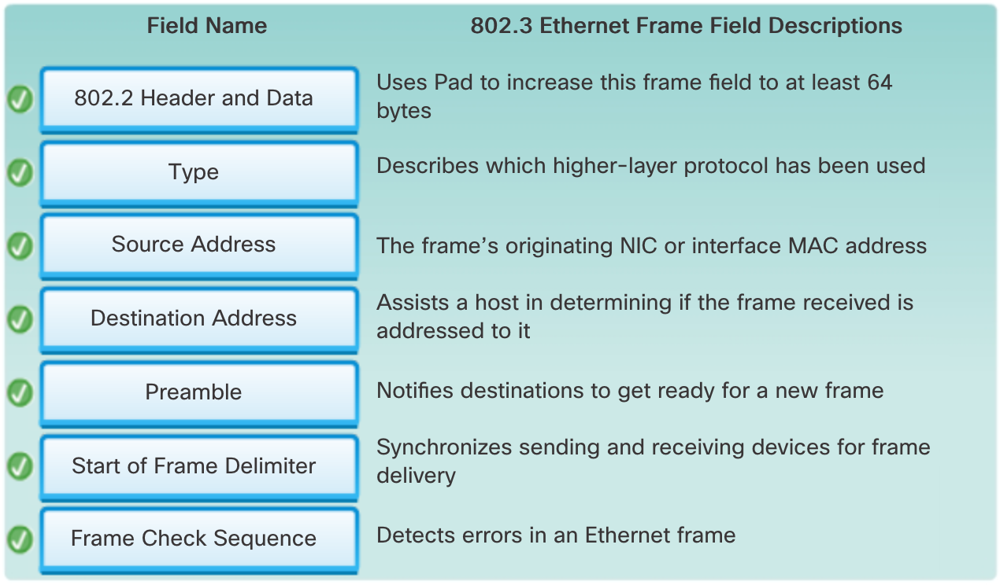 Field Name
802.3 Ethernet Frame Field Descriptions
802.2 Header and Data
Uses Pad to increase this frame field to at least 64
bytes
Type
Describes which higher-layer protocol has been used
Source Address
The frame's originating NIC or interface MAC address
Destination Address
Assists a host in determining if the frame received is
addressed to it
Preamble
Notifies destinations to get ready for a new frame
Start of Frame Delimiter
Synchronizes sending and receiving devices for frame
delivery
Frame Check Sequence
Detects errors in an Ethernet frame